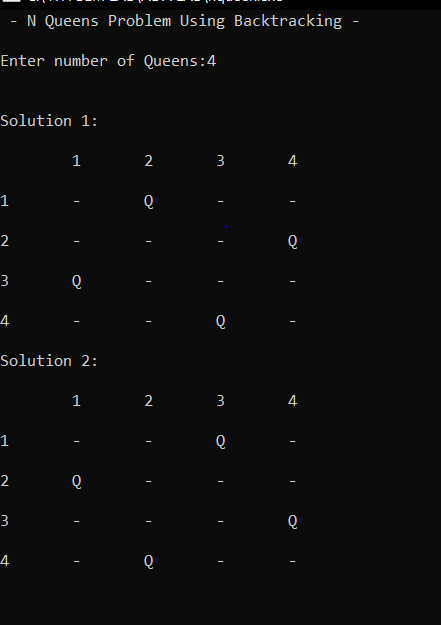 - N Queens Problem Using Backtracking -
Enter number of Queens:4
Solution 1:
1 2 3 4
1 - Q - -
2 - - - Q
3 Q - - -
4 - - Q -
Solution 2:
1 2 3 4
1 - - Q -
2 Q - - -
3 - - - Q
4 - Q - -